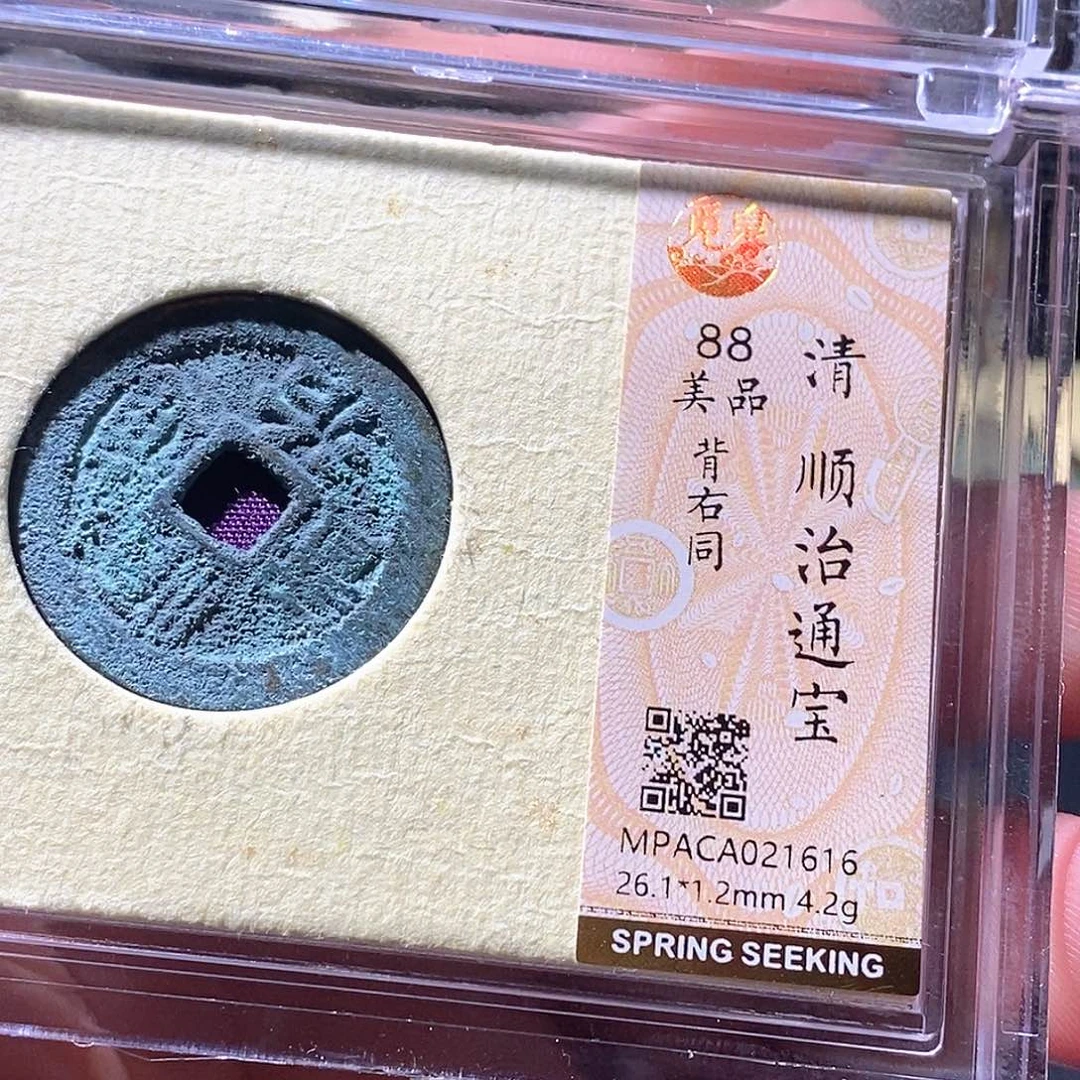 清 顺治通宝
88
美品
背右同
MPACA021616
26.1*1.2mm 4.2g
SPRING SEEKING